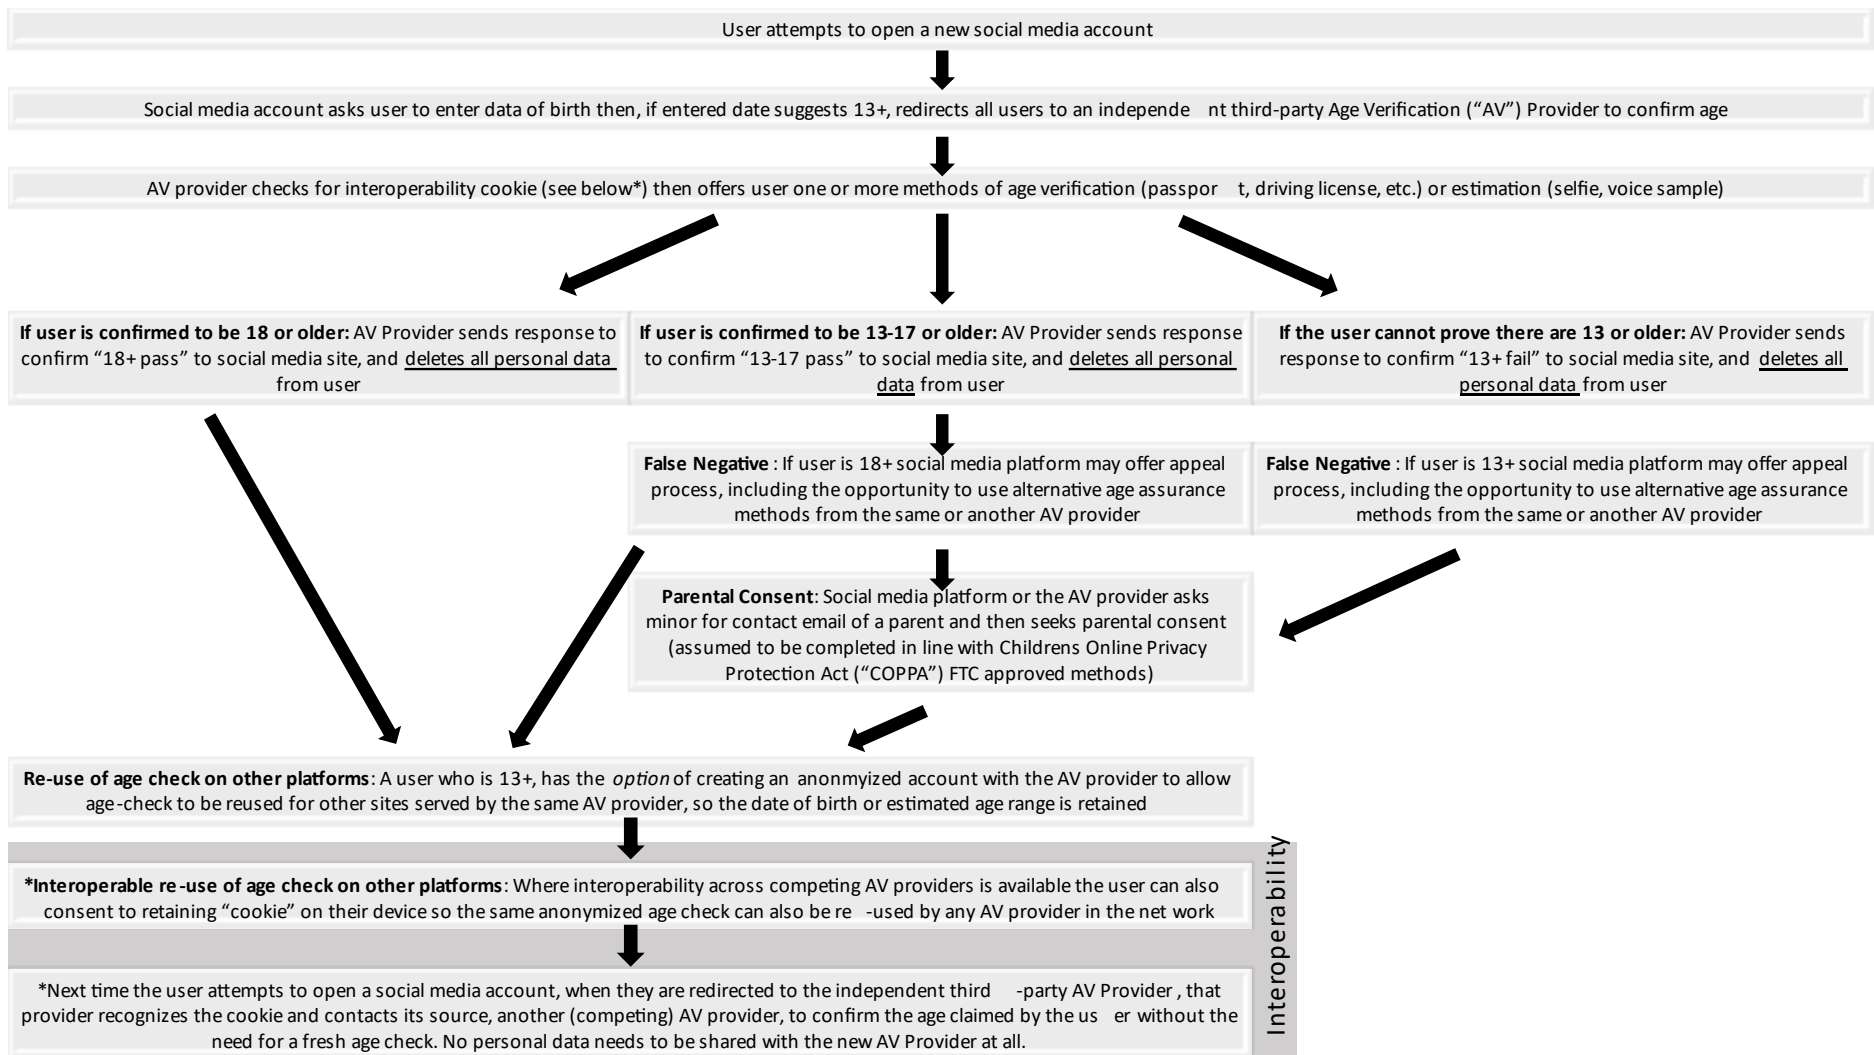 User attempts to open a new social media account
Social media account asks user to enter data of birth then, if entered date suggests 13+, redirects all users to an independe nt third-party Age Verification (“AV”) Provider to confirm age
AV provider checks for interoperability cookie (see below*) then offers user one or more methods of age verification (passpor t, driving license, etc.) or estimation (selfie, voice sample)
If user is confirmed to be 18 or older: AV Provider sends response to
confirm “18+ pass” to social media site, and deletes all personal data
from user
If user is confirmed to be 13-17 or older: AV Provider sends response
to confirm “13-17 pass” to social media site, and deletes all personal
data from user
If the user cannot prove there are 13 or older: AV Provider sends
response to confirm “13+ fail” to social media site, and deletes all
personal data from user
False Negative : If user is 18+ social media platform may offer appeal
process, including the opportunity to use alternative age assurance
methods from the same or another AV provider
False Negative : If user is 13+ social media platform may offer appeal
process, including the opportunity to use alternative age assurance
methods from the same or another AV provider
Parental Consent: Social media platform or the AV provider asks
minor for contact email of a parent and then seeks parental consent
(assumed to be completed in line with Childrens Online Privacy
Protection Act (“COPPA”) FTC approved methods)
Re-use of age check on other platforms: A user who is 13+, has the option of creating an anonmyized account with the AV provider to allow
age-check to be reused for other sites served by the same AV provider, so the date of birth or estimated age range is retained
*Interoperable re-use of age check on other platforms: Where interoperability across competing AV providers is available the user can also
consent to retaining “cookie” on their device so the same anonymized age check can also be re -used by any AV provider in the net work
*Next time the user attempts to open a social media account, when they are redirected to the independent third -party AV Provider , that
provider recognizes the cookie and contacts its source, another (competing) AV provider, to confirm the age claimed by the us er without the
need for a fresh age check. No personal data needs to be shared with the new AV Provider at all.
Interoperability